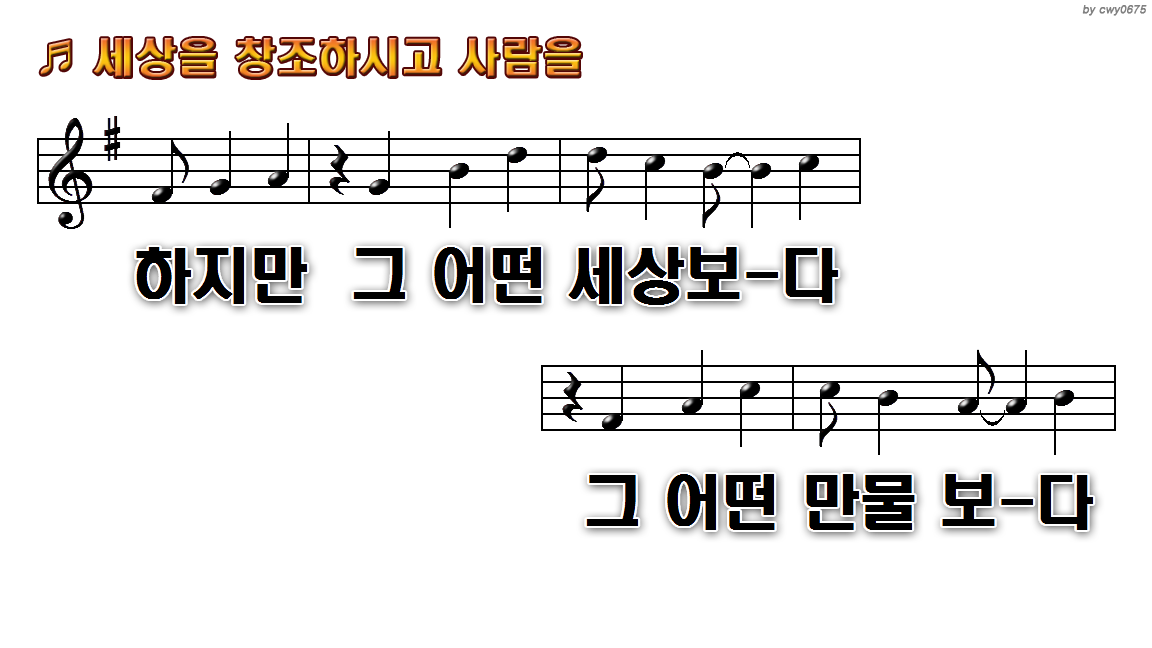 by cwy0675
♬ 세상을 창조하시고 사람을
하지만 그 어떤 세상보-다
그 어떤 만물 보-다